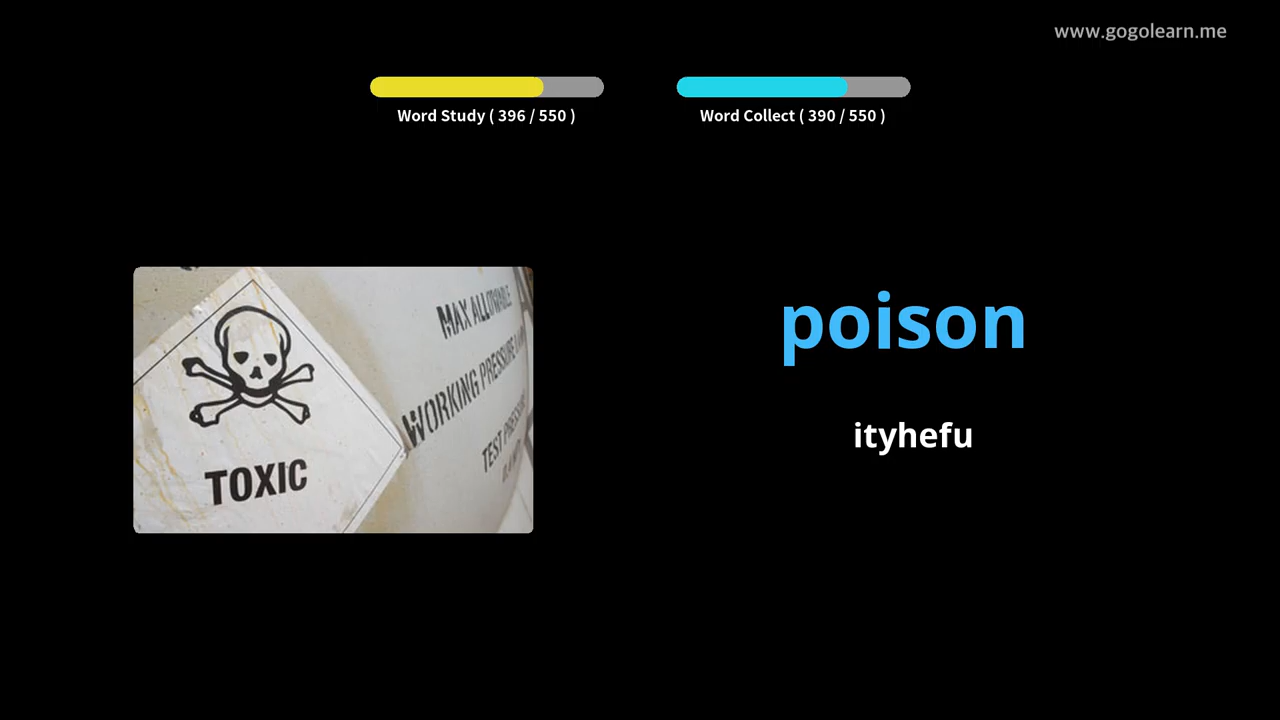 www.gogolearn.me
Word Study ( 396 / 550 )
Word Collect ( 390 / 550 )
MAX ALLOWABLE
WORKING PRESSURE
TEST PRESSURE
TOXIC
poison
ityhefu